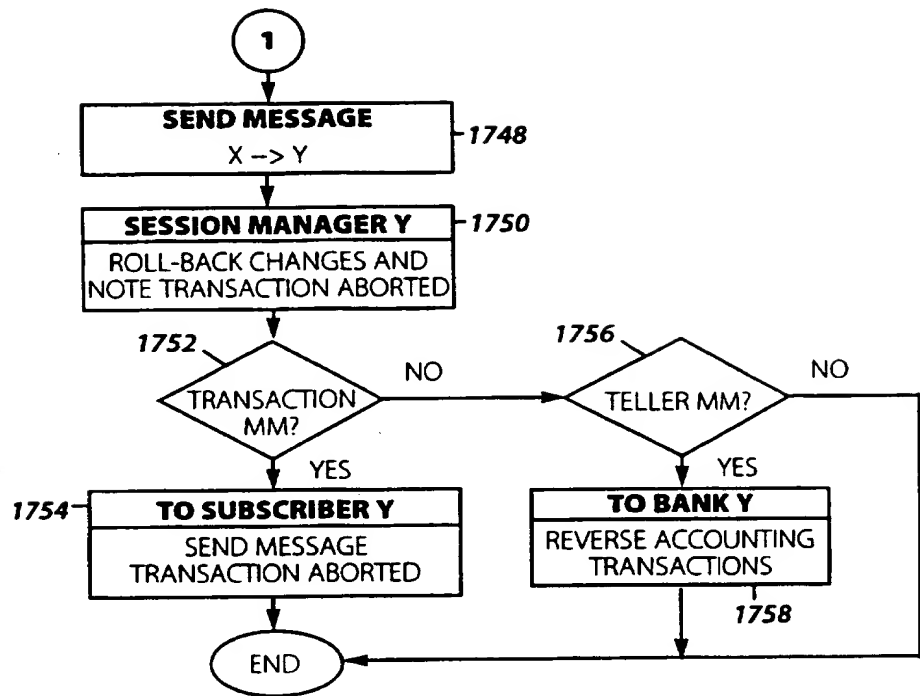 1
SEND MESSAGE
X --> Y
1748
SESSION MANAGER Y
1750
ROLL-BACK CHANGES AND
NOTE TRANSACTION ABORTED
1752
TRANSACTION
MM?
NO
YES
1756
TELLER MM?
NO
YES
1754
TO SUBSCRIBER Y
SEND MESSAGE
TRANSACTION ABORTED
TO BANK Y
REVERSE ACCOUNTING
TRANSACTIONS
1758
END